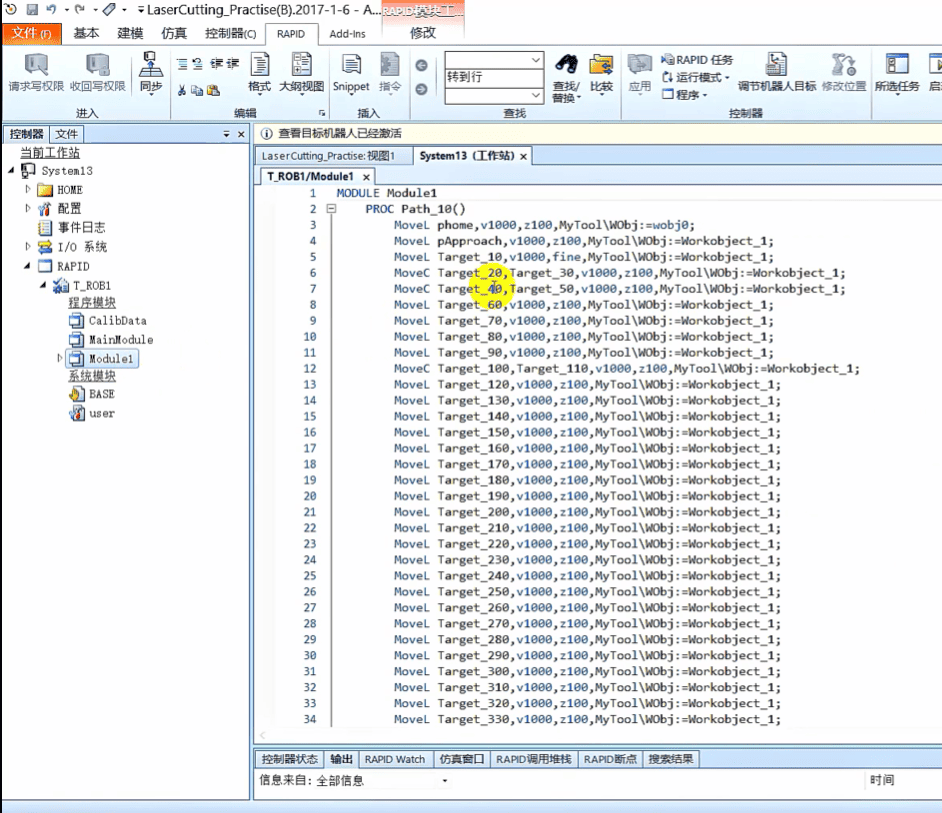 LaserCutting_Practise(B).2017-1-6 - A...
RAPID模块工...
文件(F) 基本 建模 仿真 控制器(C) RAPID Add-Ins 修改
请求写权限 收回写权限 同步 格式 大纲视图 Snippet 指令 转到行 查找/替换 比较 应用 RAPID 任务 运行模式 程序 调节机器人目标 修改位置 所选任务 启
进入 编辑 插入 查找 控制器
控制器 文件
当前工作站
System13
HOME
配置
事件日志
I/O 系统
RAPID
T_ROB1
程序模块
CalibData
MainModule
Module1
系统模块
BASE
user
查看目标机器人已经激活
LaserCutting_Practise:视图1 System13 (工作站)
T_ROB1/Module1
1 MODULE Module1
2 PROC Path_10()
3 MoveL phome,v1000,z100,MyTool\WObj:=wobj0;
4 MoveL pApproach,v1000,z100,MyTool\WObj:=Workobject_1;
5 MoveL Target_10,v1000,fine,MyTool\WObj:=Workobject_1;
6 MoveC Target_20,Target_30,v1000,z100,MyTool\WObj:=Workobject_1;
7 MoveC Target_40,Target_50,v1000,z100,MyTool\WObj:=Workobject_1;
8 MoveL Target_60,v1000,z100,MyTool\WObj:=Workobject_1;
9 MoveL Target_70,v1000,z100,MyTool\WObj:=Workobject_1;
10 MoveL Target_80,v1000,z100,MyTool\WObj:=Workobject_1;
11 MoveL Target_90,v1000,z100,MyTool\WObj:=Workobject_1;
12 MoveC Target_100,Target_110,v1000,z100,MyTool\WObj:=Workobject_1;
13 MoveL Target_120,v1000,z100,MyTool\WObj:=Workobject_1;
14 MoveL Target_130,v1000,z100,MyTool\WObj:=Workobject_1;
15 MoveL Target_140,v1000,z100,MyTool\WObj:=Workobject_1;
16 MoveL Target_150,v1000,z100,MyTool\WObj:=Workobject_1;
17 MoveL Target_160,v1000,z100,MyTool\WObj:=Workobject_1;
18 MoveL Target_170,v1000,z100,MyTool\WObj:=Workobject_1;
19 MoveL Target_180,v1000,z100,MyTool\WObj:=Workobject_1;
20 MoveL Target_190,v1000,z100,MyTool\WObj:=Workobject_1;
21 MoveL Target_200,v1000,z100,MyTool\WObj:=Workobject_1;
22 MoveL Target_210,v1000,z100,MyTool\WObj:=Workobject_1;
23 MoveL Target_220,v1000,z100,MyTool\WObj:=Workobject_1;
24 MoveL Target_230,v1000,z100,MyTool\WObj:=Workobject_1;
25 MoveL Target_240,v1000,z100,MyTool\WObj:=Workobject_1;
26 MoveL Target_250,v1000,z100,MyTool\WObj:=Workobject_1;
27 MoveL Target_260,v1000,z100,MyTool\WObj:=Workobject_1;
28 MoveL Target_270,v1000,z100,MyTool\WObj:=Workobject_1;
29 MoveL Target_280,v1000,z100,MyTool\WObj:=Workobject_1;
30 MoveL Target_290,v1000,z100,MyTool\WObj:=Workobject_1;
31 MoveL Target_300,v1000,z100,MyTool\WObj:=Workobject_1;
32 MoveL Target_310,v1000,z100,MyTool\WObj:=Workobject_1;
33 MoveL Target_320,v1000,z100,MyTool\WObj:=Workobject_1;
34 MoveL Target_330,v1000,z100,MyTool\WObj:=Workobject_1;
控制器状态 输出 RAPID Watch 仿真窗口 RAPID调用堆栈 RAPID断点 搜索结果
信息来自: 全部信息 时间